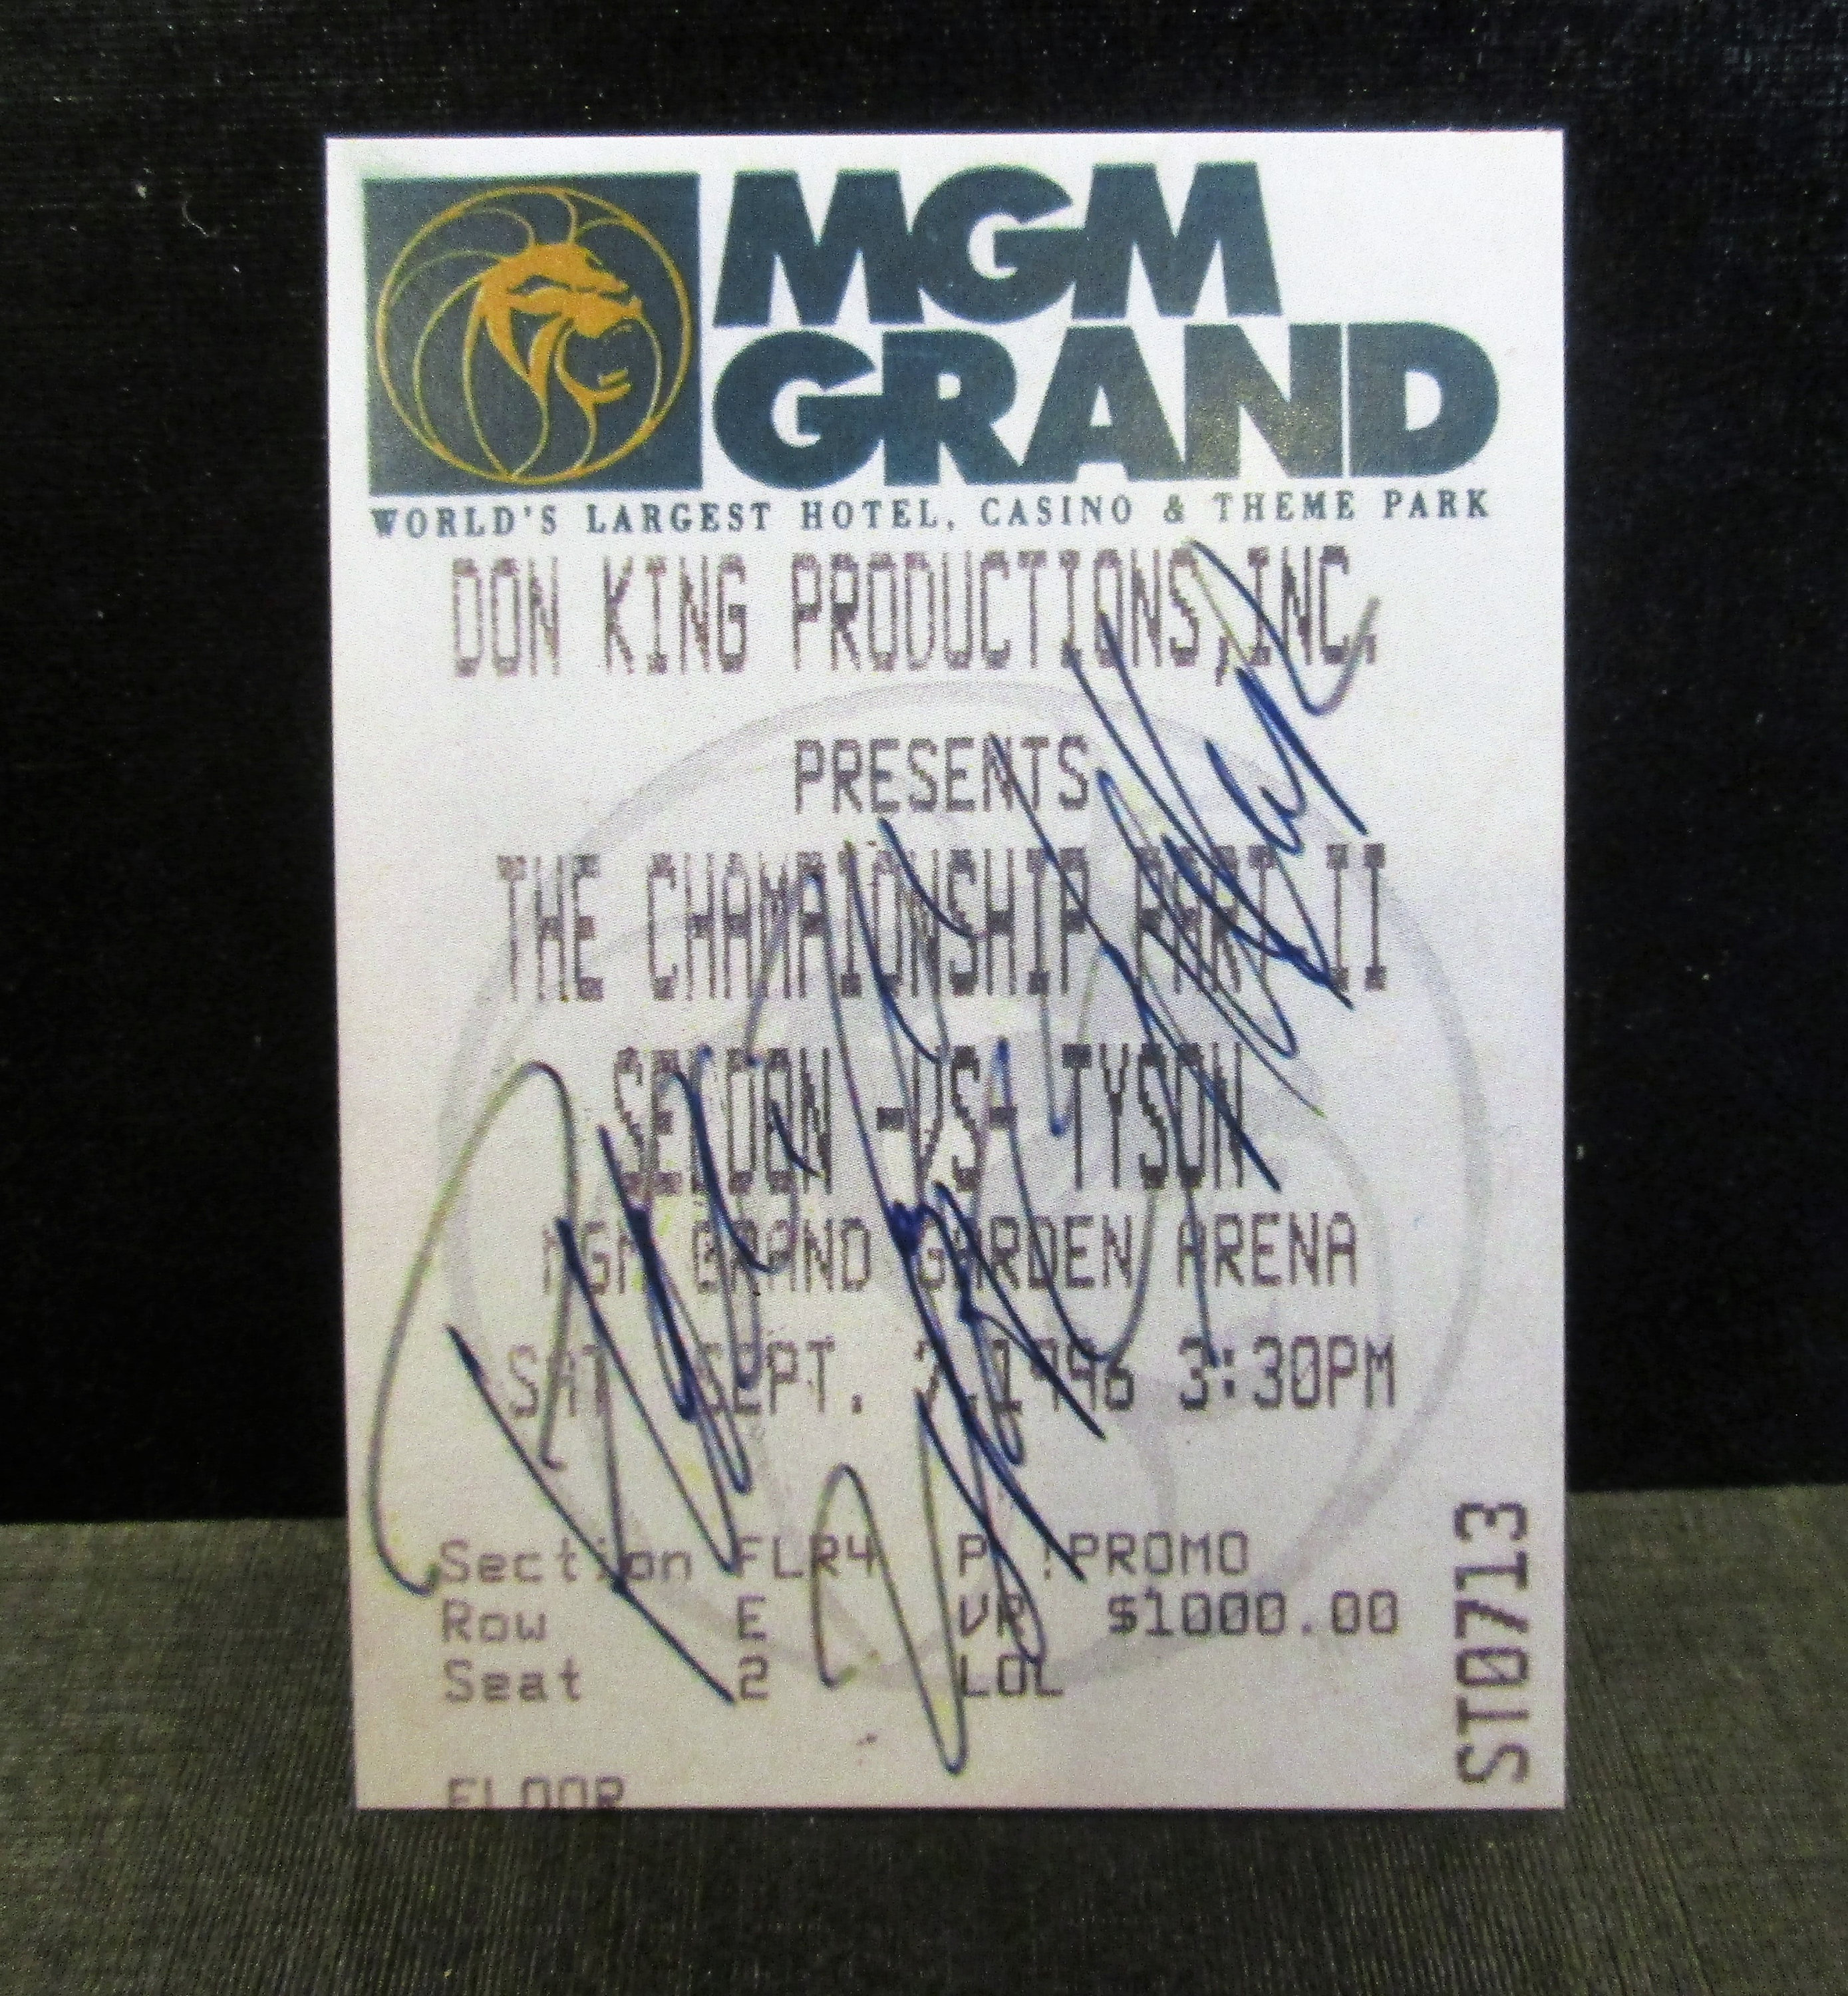 MGM
GRAND
WORLD'S LARGEST HOTEL, CASINO & THEME PARK
DON KING PRODUCTIONS, INC.
PRESENTS
THE CHAMPIONSHIP PART II
SELDON -VS- TYSON
MGM GRAND GARDEN ARENA
SAT SEPT. 7,1996 3:30PM
Section FLR4 PROMO
Row E VR $1000.00
Seat 2 LOL
FLOOR
ST0713